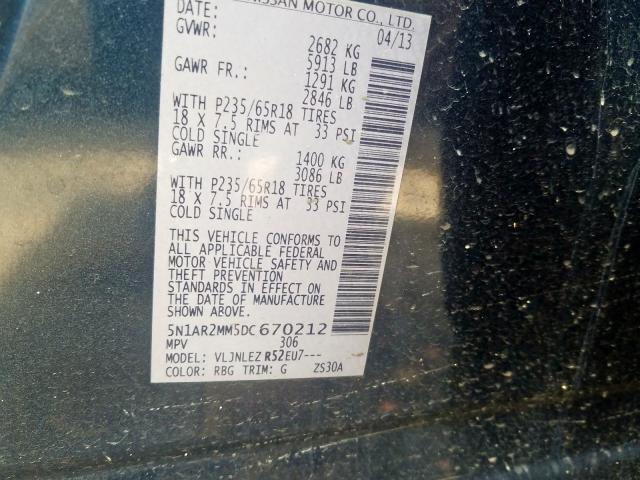 NISSAN MOTOR CO., LTD.
DATE: 04/13
GVWR: 2682 KG
5913 LB
GAWR FR.: 1291 KG
2846 LB
WITH P235/65R18 TIRES
18 X 7.5 RIMS AT 33 PSI
COLD SINGLE
GAWR RR.: 1400 KG
3086 LB
WITH P235/65R18 TIRES
18 X 7.5 RIMS AT 33 PSI
COLD SINGLE
THIS VEHICLE CONFORMS TO
ALL APPLICABLE FEDERAL
MOTOR VEHICLE SAFETY AND
THEFT PREVENTION
STANDARDS IN EFFECT ON
THE DATE OF MANUFACTURE
SHOWN ABOVE.
5N1AR2MM5DC670212
MPV 306
MODEL: VLJNLEZ R52EU7---
COLOR: RBG TRIM: G ZS30A